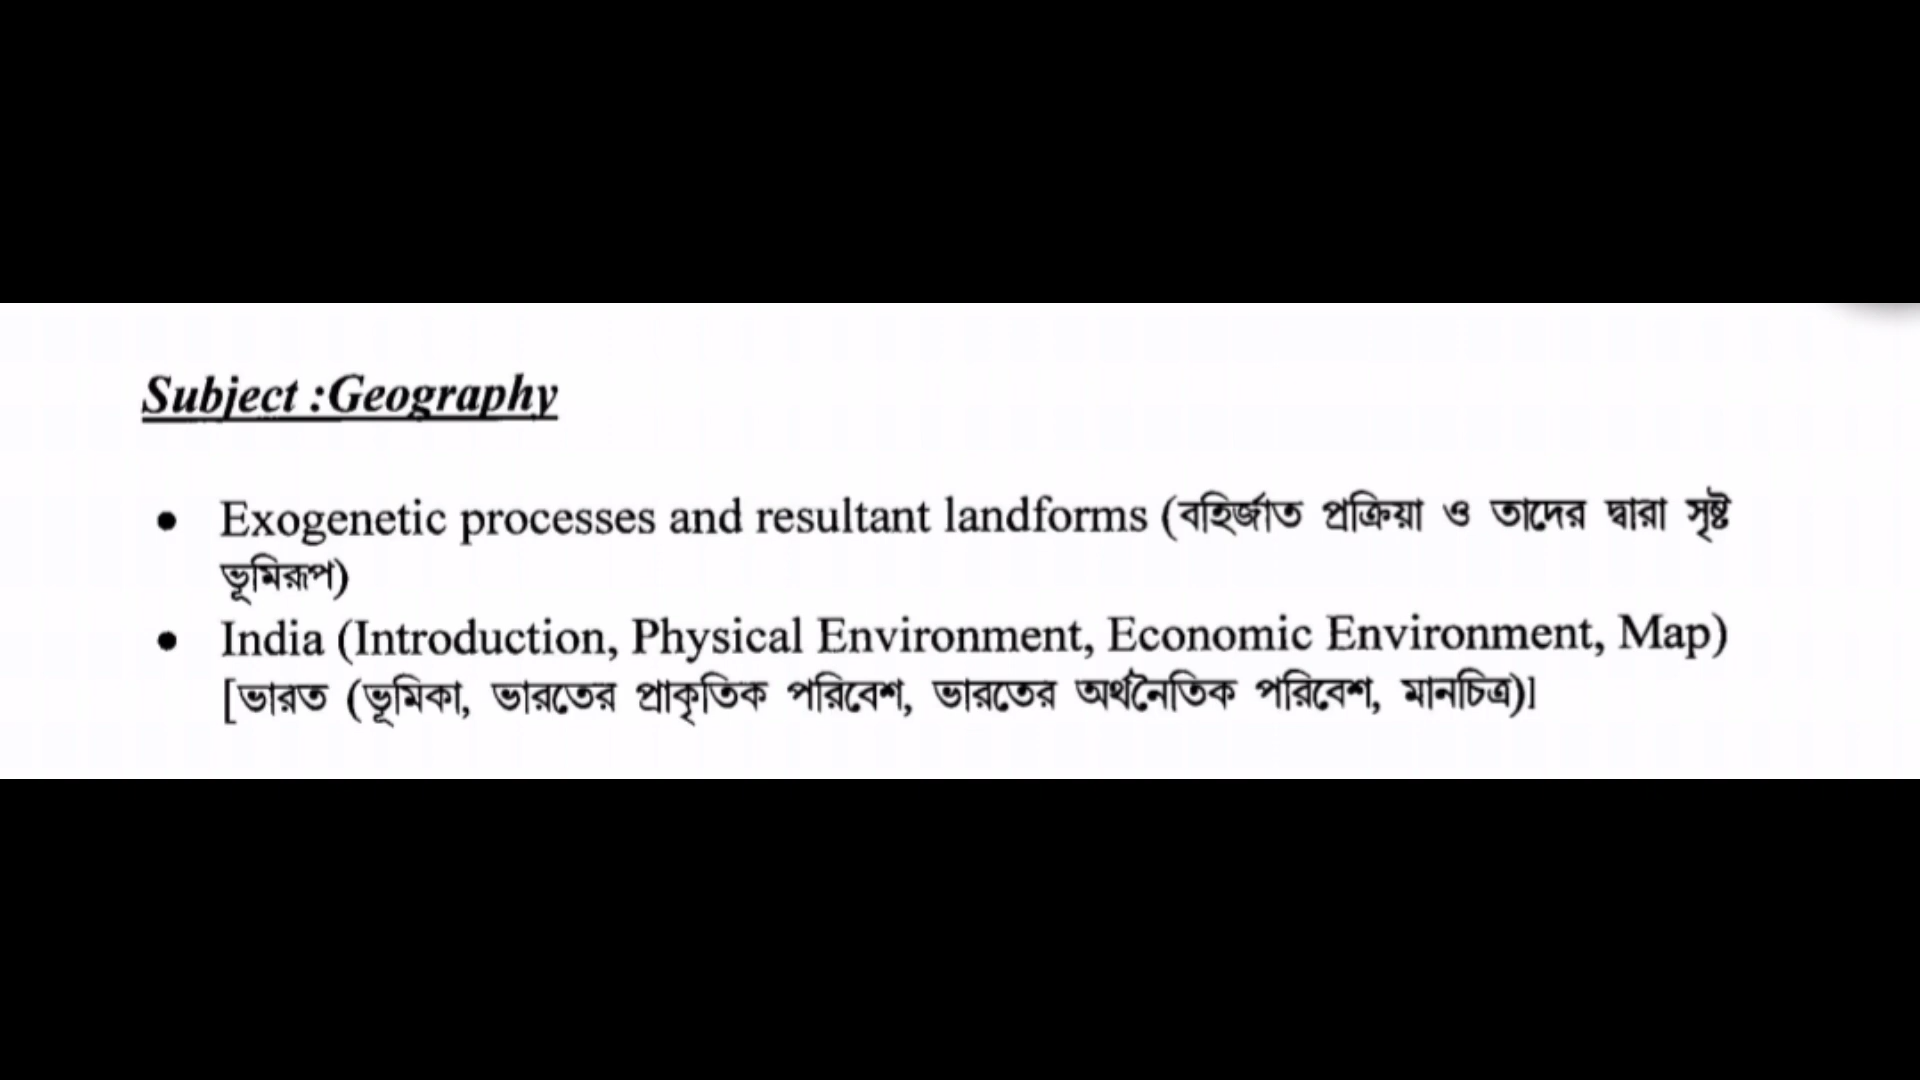 Subject :Geography
• Exogenetic processes and resultant landforms (বহির্জাত প্রক্রিয়া ও তাদের দ্বারা সৃষ্ট
ভূমিরূপ)
• India (Introduction, Physical Environment, Economic Environment, Map)
[ভারত (ভূমিকা, ভারতের প্রাকৃতিক পরিবেশ, ভারতের অর্থনৈতিক পরিবেশ, মানচিত্র)]